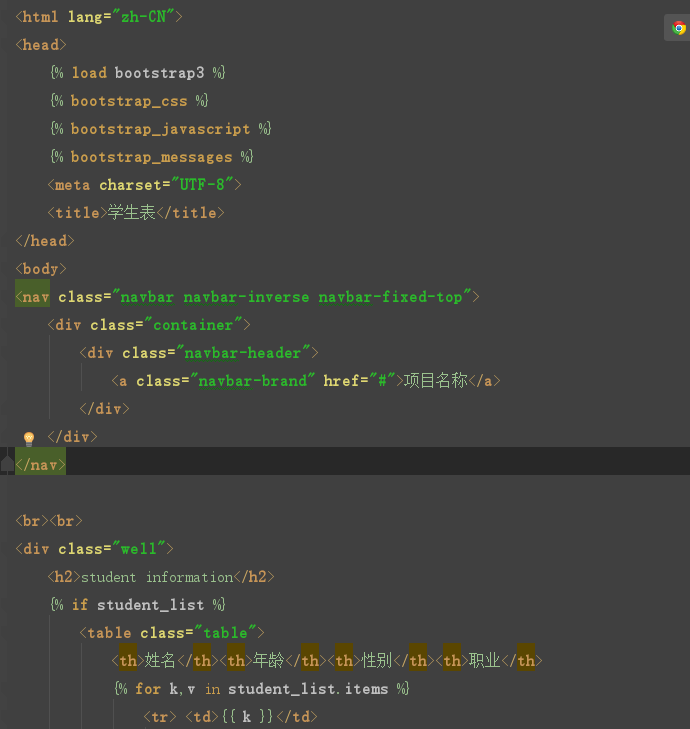 <html lang="zh-CN">
<head>
{% load bootstrap3 %}
{% bootstrap_css %}
{% bootstrap_javascript %}
{% bootstrap_messages %}
<meta charset="UTF-8">
<title>学生表</title>
</head>
<body>
<nav class="navbar navbar-inverse navbar-fixed-top">
<div class="container">
<div class="navbar-header">
<a class="navbar-brand" href="#">项目名称</a>
</div>
</div>
</nav>
<br><br>
<div class="well">
<h2>student information</h2>
{% if student_list %}
<table class="table">
<th>姓名</th><th>年龄</th><th>性别</th><th>职业</th>
{% for k,v in student_list.items %}
<tr> <td>{{ k }}</td>